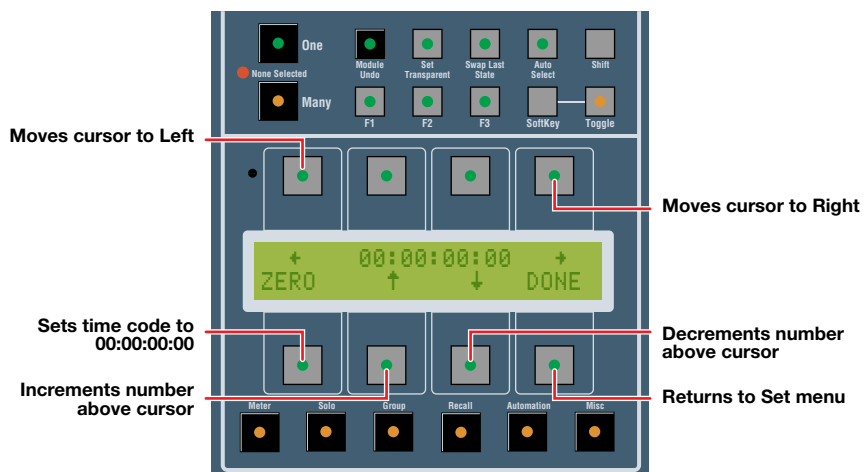 One
None Selected
Many
Module
Undo
Set
Transparent
Swap Last
State
Auto
Select
Shift
F1
F2
F3
SoftKey
Toggle
Moves cursor to Left
Moves cursor to Right
← 00:00:00:00 →
ZERO ↑ ↓ DONE
Sets time code to
00:00:00:00
Increments number
above cursor
Decrements number
above cursor
Returns to Set menu
Meter
Solo
Group
Recall
Automation
Misc